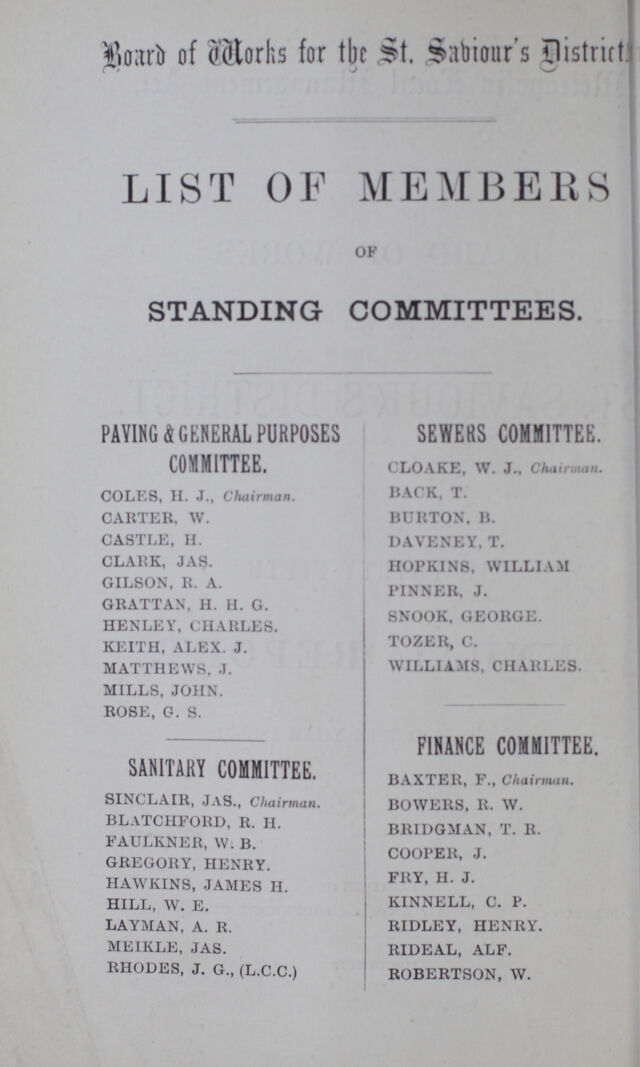 Board of Works for the St. Saviour's District.
LIST OF MEMBERS
OF
STANDING COMMITTEES.
PAVING & GENERAL PURPOSES
COMMITTEE.
COLES, H. J., Chairman.
CARTER, W.
CASTLE, H.
CLARK, JAS.
GILSON, R. A.
GRATTAN, H. H. G.
HENLEY, CHARLES.
KEITH, ALEX. J.
MATTHEWS, J.
MILLS, JOHN.
ROSE, G. S.
SANITARY COMMITTEE.
SINCLAIR, JAS., Chairman.
BLATCHFORD, R. H.
FAULKNER, W. B.
GREGORY, HENRY.
HAWKINS, JAMES H.
HILL, W. E.
LAYMAN, A. R.
MEIKLE, JAS.
RHODES, J. G., (L.C.C.)
SEWERS COMMITTEE.
CLOAKE, W. J., Chairman.
BACK, T.
BURTON, B.
DAVENEY, T.
HOPKINS, WILLIAM
PINNER, J.
SNOOK, GEORGE.
TOZER, C.
WILLIAMS, CHARLES.
FINANCE COMMITTEE.
BAXTER, F., Chairman.
BOWERS, R. W.
BRIDGMAN, T. R.
COOPER, J.
FRY, H. J.
KINNELL, C. P.
RIDLEY, HENRY.
RIDEAL, ALF.
ROBERTSON, W.